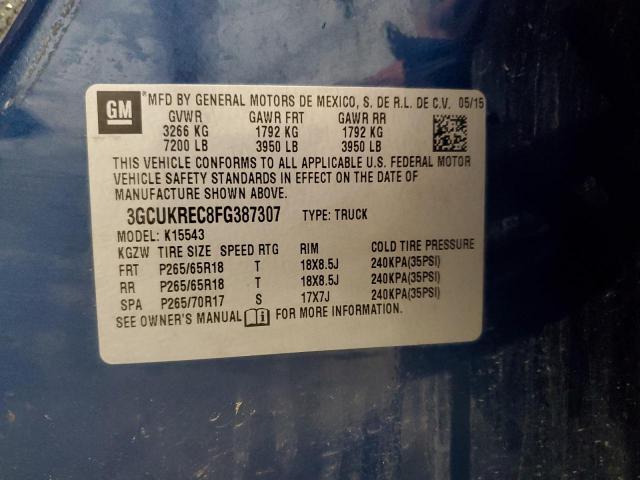 GM *MFD BY GENERAL MOTORS DE MEXICO, S. DE R.L. DE C.V. 05/15
GVWR GAWR FRT GAWR RR
3266 KG 1792 KG 1792 KG
7200 LB 3950 LB 3950 LB
THIS VEHICLE CONFORMS TO ALL APPLICABLE U.S. FEDERAL MOTOR
VEHICLE SAFETY STANDARDS IN EFFECT ON THE DATE OF
MANUFACTURE SHOWN ABOVE.
3GCUKREC8FG387307 TYPE: TRUCK
MODEL: K15543
KGZW TIRE SIZE SPEED RTG RIM COLD TIRE PRESSURE
FRT P265/65R18 T 18X8.5J 240KPA(35PSI)
RR P265/65R18 T 18X8.5J 240KPA(35PSI)
SPA P265/70R17 S 17X7J 240KPA(35PSI)
SEE OWNER'S MANUAL FOR MORE INFORMATION.